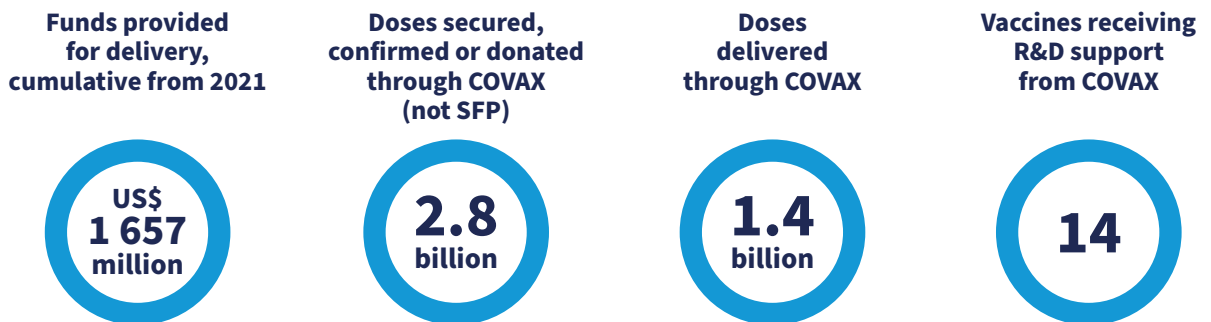 Funds provided
for delivery,
cumulative from 2021
US$
1 657
million
Doses secured,
confirmed or donated
through COVAX
(not SFP)
2.8
billion
Doses
delivered
through COVAX
1.4
billion
Vaccines receiving
R&D support
from COVAX
14